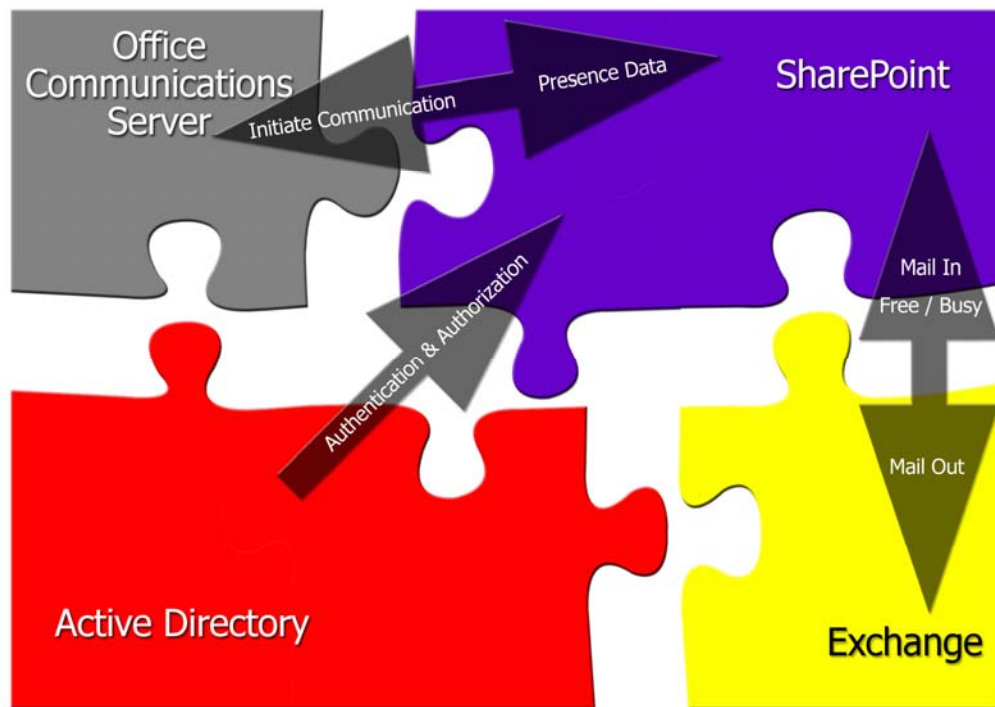 Office
Communications
Server
Initiate Communication
Presence Data
SharePoint
Authentication & Authorization
Mail In
Free / Busy
Mail Out
Active Directory
Exchange